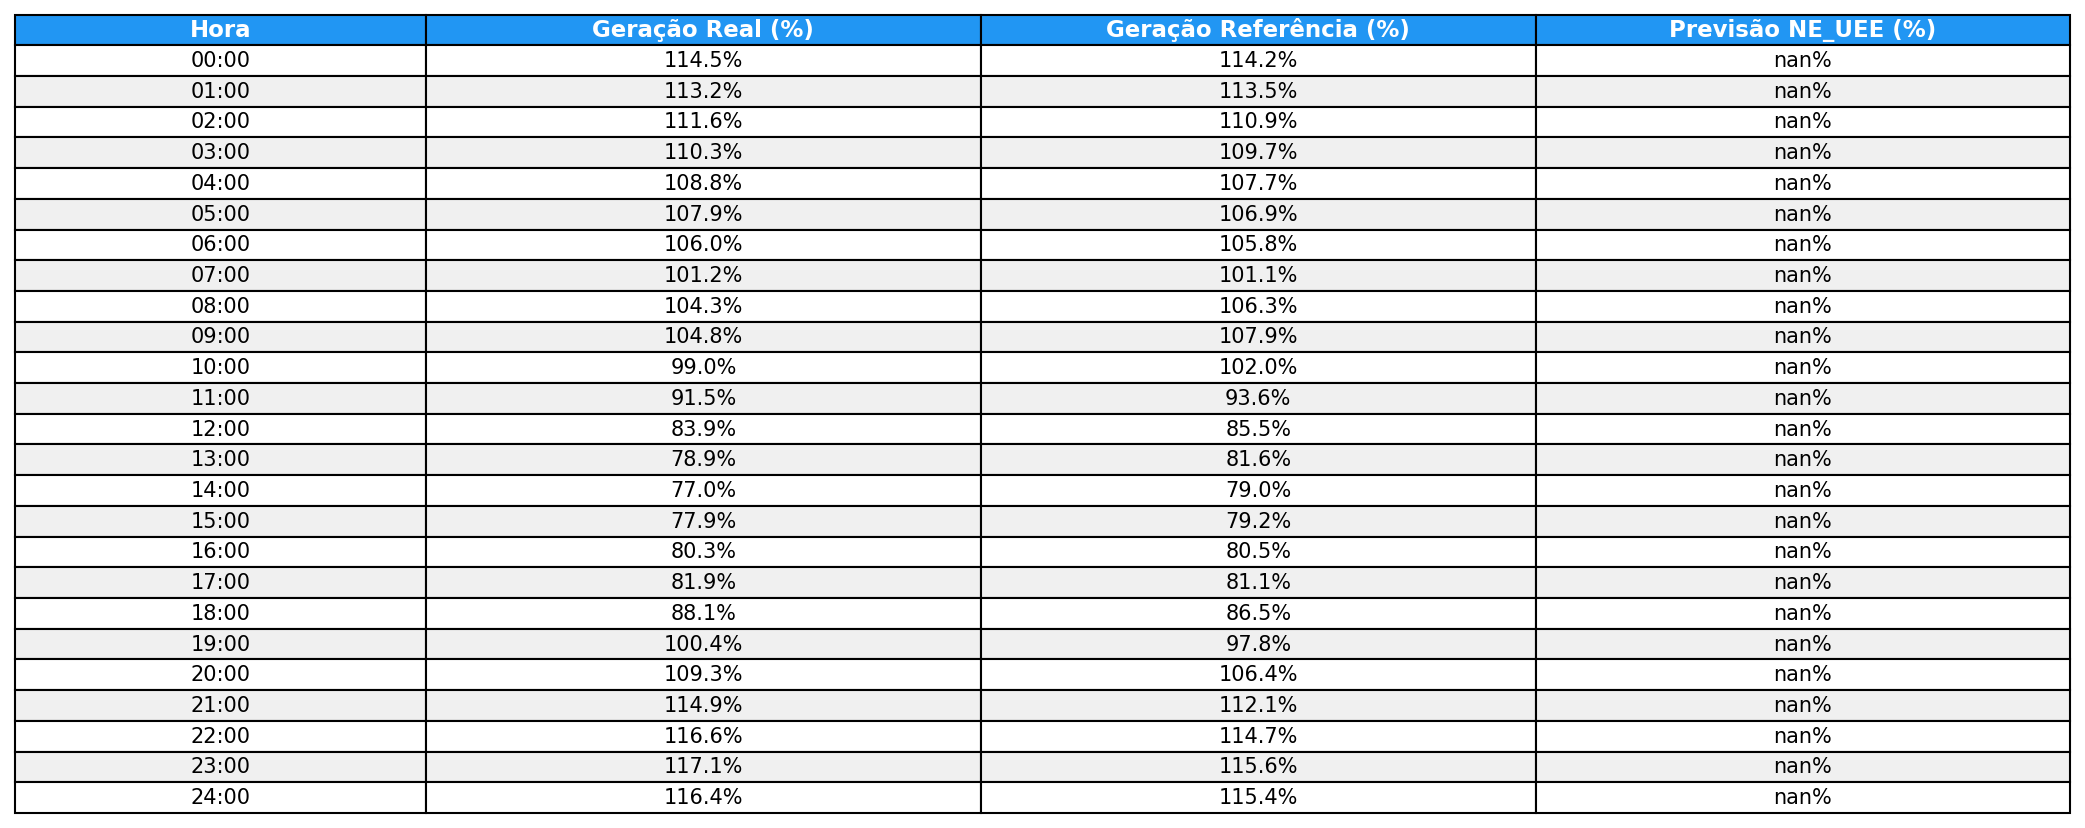 Hora Geração Real (%) Geração Referência (%) Previsão NE_UEE (%)
00:00 114.5% 114.2% nan%
01:00 113.2% 113.5% nan%
02:00 111.6% 110.9% nan%
03:00 110.3% 109.7% nan%
04:00 108.8% 107.7% nan%
05:00 107.9% 106.9% nan%
06:00 106.0% 105.8% nan%
07:00 101.2% 101.1% nan%
08:00 104.3% 106.3% nan%
09:00 104.8% 107.9% nan%
10:00 99.0% 102.0% nan%
11:00 91.5% 93.6% nan%
12:00 83.9% 85.5% nan%
13:00 78.9% 81.6% nan%
14:00 77.0% 79.0% nan%
15:00 77.9% 79.2% nan%
16:00 80.3% 80.5% nan%
17:00 81.9% 81.1% nan%
18:00 88.1% 86.5% nan%
19:00 100.4% 97.8% nan%
20:00 109.3% 106.4% nan%
21:00 114.9% 112.1% nan%
22:00 116.6% 114.7% nan%
23:00 117.1% 115.6% nan%
24:00 116.4% 115.4% nan%